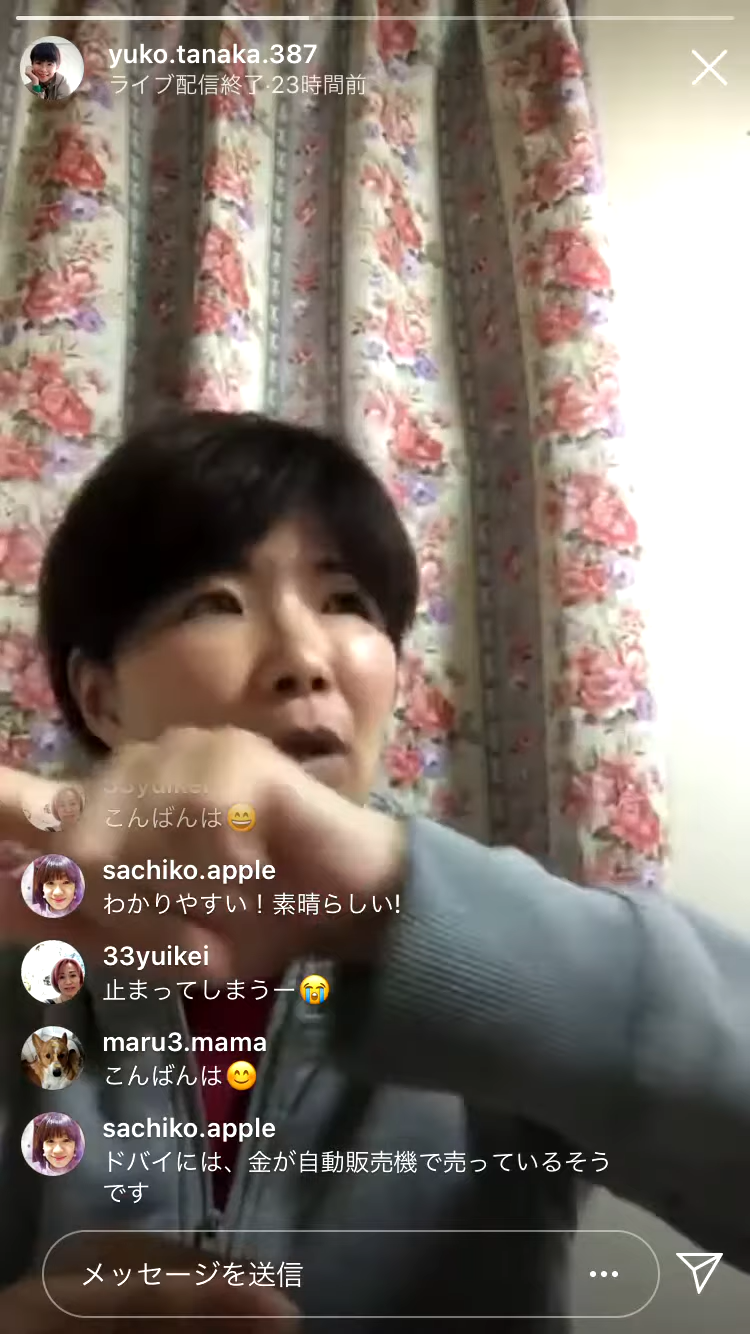 yuko.tanaka.387
ライブ配信終了·23時間前
33yuikei
こんばんは😄
sachiko.apple
わかりやすい！素晴らしい!
33yuikei
止まってしまうー😭
maru3.mama
こんばんは😊
sachiko.apple
ドバイには、金が自動販売機で売っているそう
です
メッセージを送信